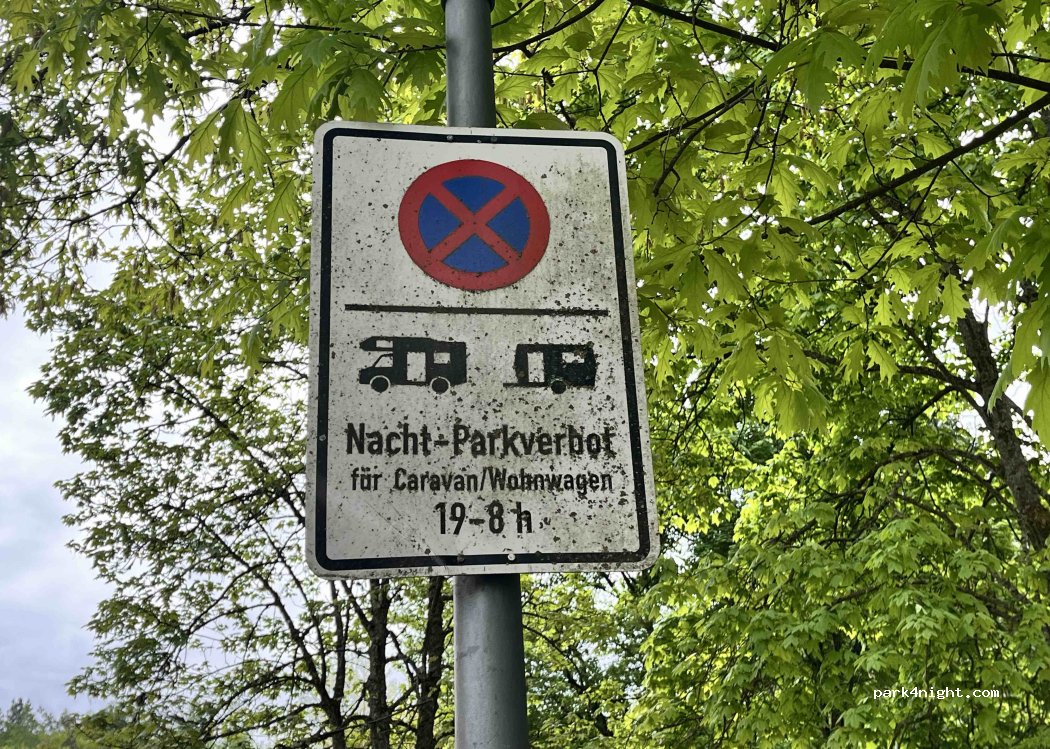 Nacht-Parkverbot
für Caravan/Wohnwagen
19-8 h
park4night.com